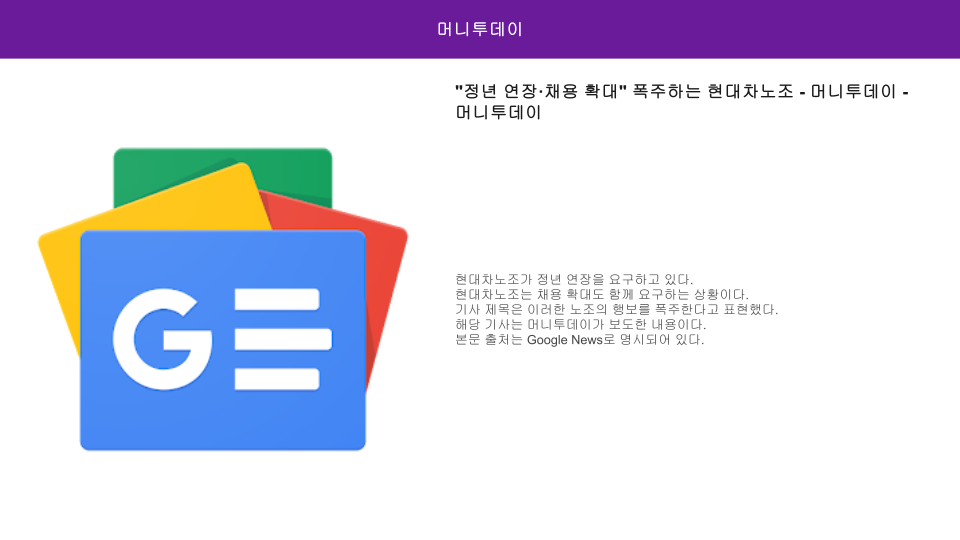 머니투데이
"정년 연장·채용 확대" 폭주하는 현대차노조 - 머니투데이 -
머니투데이
GE
현대차노조가 정년 연장을 요구하고 있다.
현대차노조는 채용 확대도 함께 요구하는 상황이다.
기사 제목은 이러한 노조의 행보를 폭주한다고 표현했다.
해당 기사는 머니투데이가 보도한 내용이다.
본문 출처는 Google News로 명시되어 있다.